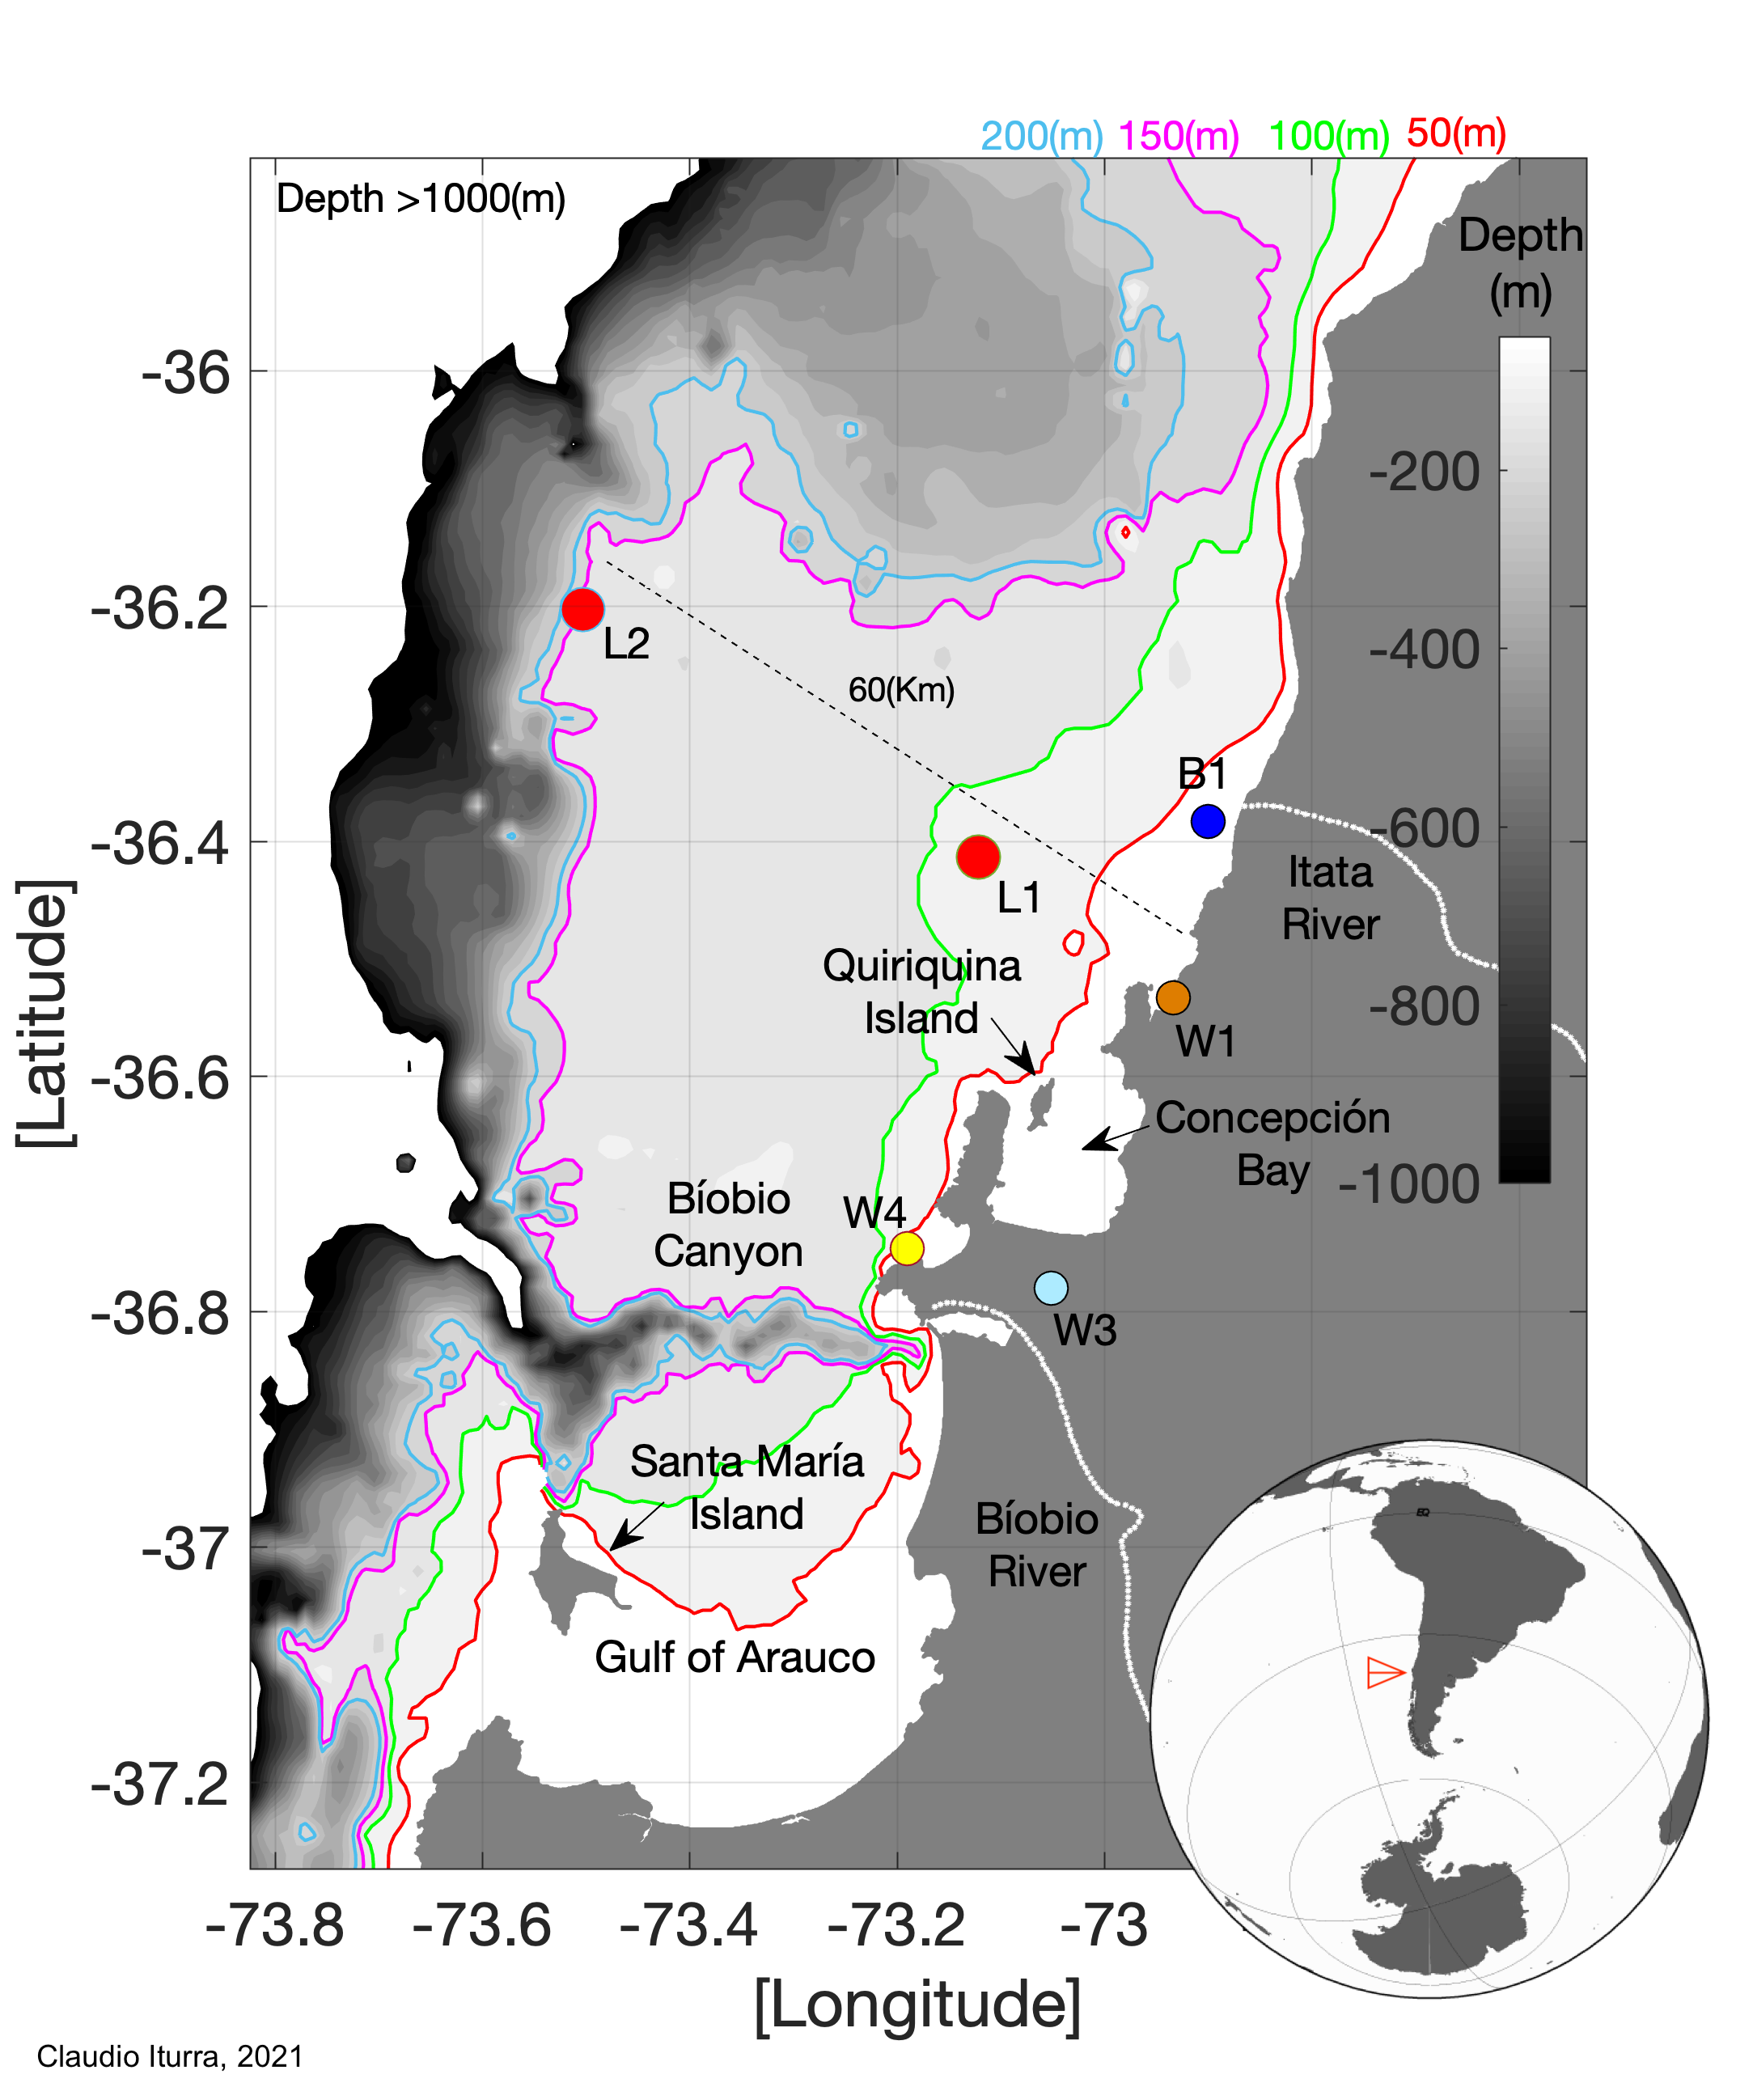 200(m) 150(m) 100(m) 50(m)
Depth >1000(m)
Depth
(m)
-36
-200
-36.2
L2
-400
60(Km)
B1
-36.4
-600
Itata
River
L1
Quiriquina
Island
-800
W1
-36.6
Concepción
Bay
-1000
Bíobio
Canyon
W4
-36.8
W3
Santa María
Island
-37
Bíobio
River
EQ
Gulf of Arauco
-37.2
-73.8 -73.6 -73.4 -73.2 -73
[Longitude]
[Latitude]
Claudio Iturra, 2021